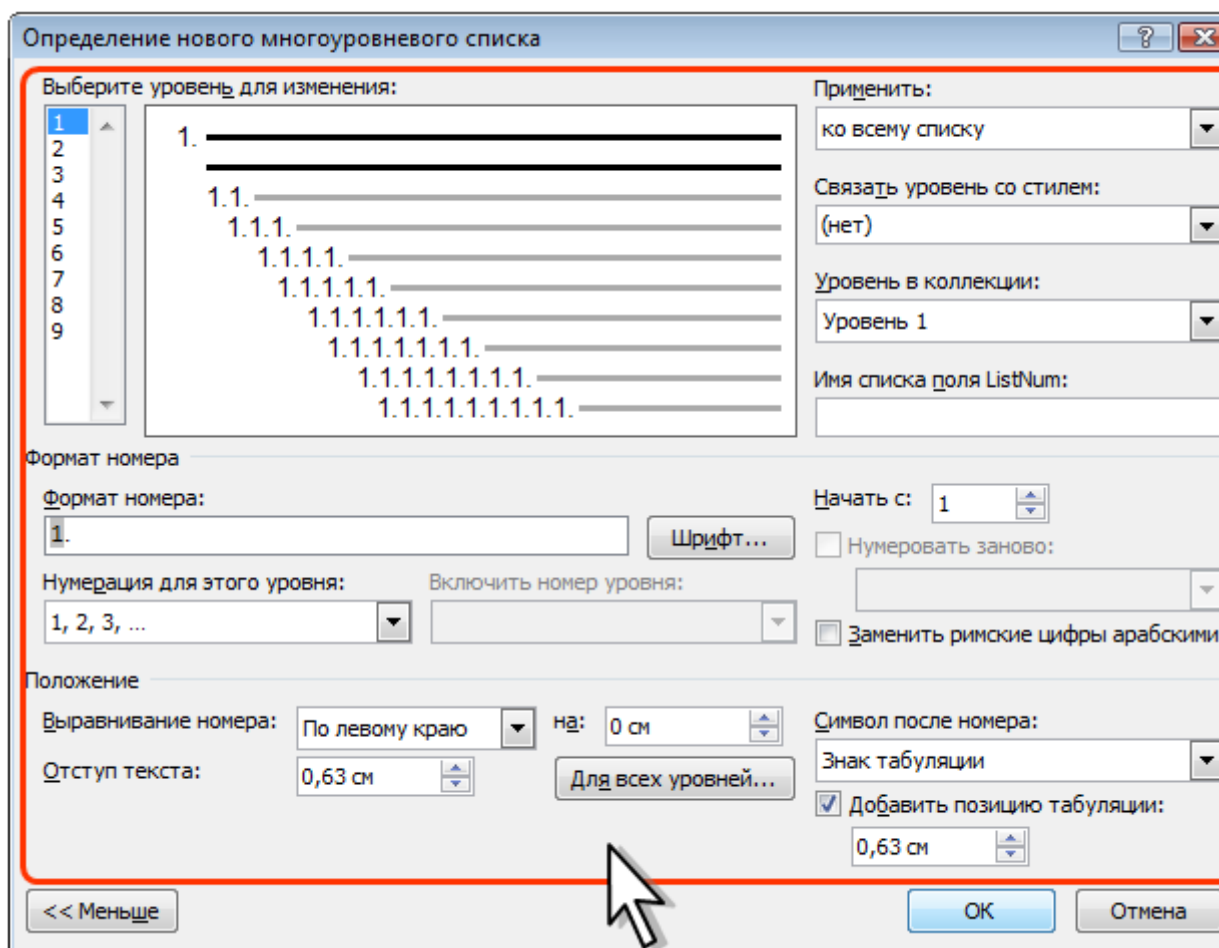 Определение нового многоуровневого списка
Выберите уровень для изменения:
1
2
3
4
5
6
7
8
9
1.
1.1.
1.1.1.
1.1.1.1.
1.1.1.1.1.
1.1.1.1.1.1.
1.1.1.1.1.1.1.
1.1.1.1.1.1.1.1.
1.1.1.1.1.1.1.1.1.
Применить:
ко всему списку
Связать уровень со стилем:
(нет)
Уровень в коллекции:
Уровень 1
Имя списка поля ListNum:
Формат номера
Формат номера:
1.
Шрифт...
Нумерация для этого уровня:
1, 2, 3, ...
Включить номер уровня:
Начать с: 1
Нумеровать заново:
Заменить римские цифры арабскими
Положение
Выравнивание номера: По левому краю на: 0 см
Отступ текста: 0,63 см Для всех уровней...
Символ после номера:
Знак табуляции
Добавить позицию табуляции:
0,63 см
<< Меньше ОК Отмена